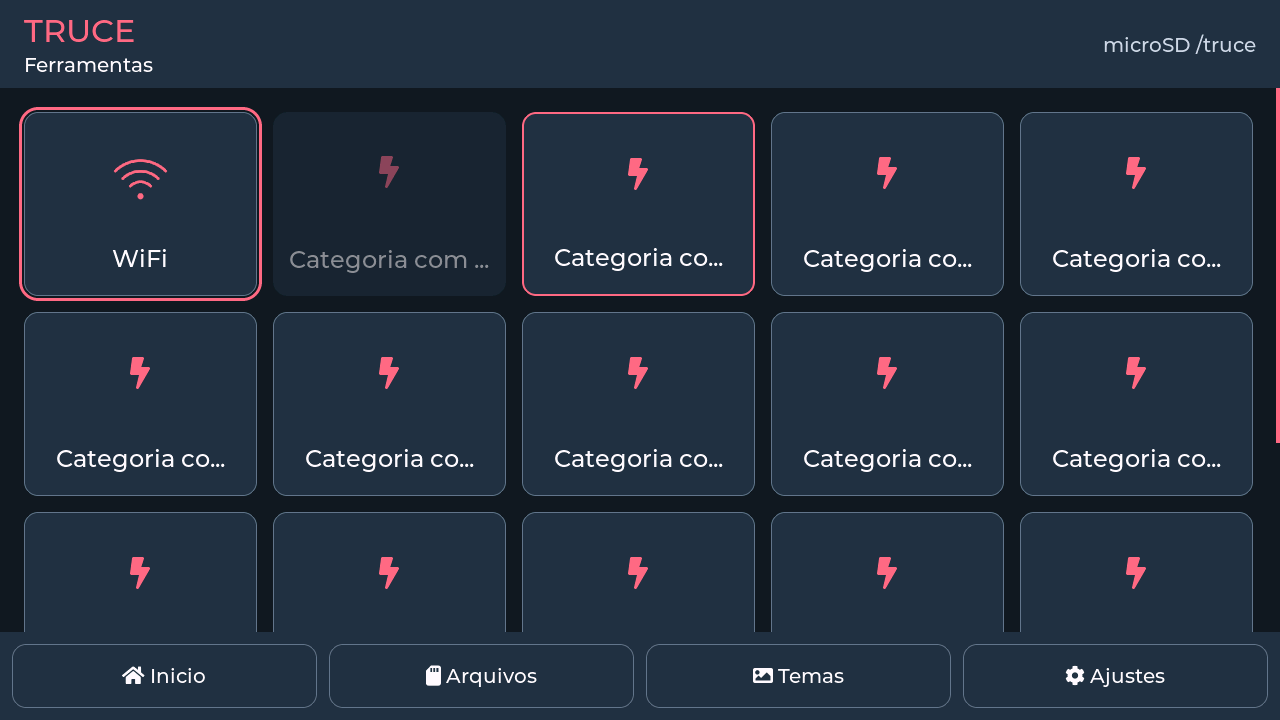 TRUCE
Ferramentas
microSD /truce
WiFi
Categoria com ...
Categoria co...
Categoria co...
Categoria co...
Categoria co...
Categoria co...
Categoria co...
Categoria co...
Categoria co...
Inicio
Arquivos
Temas
Ajustes